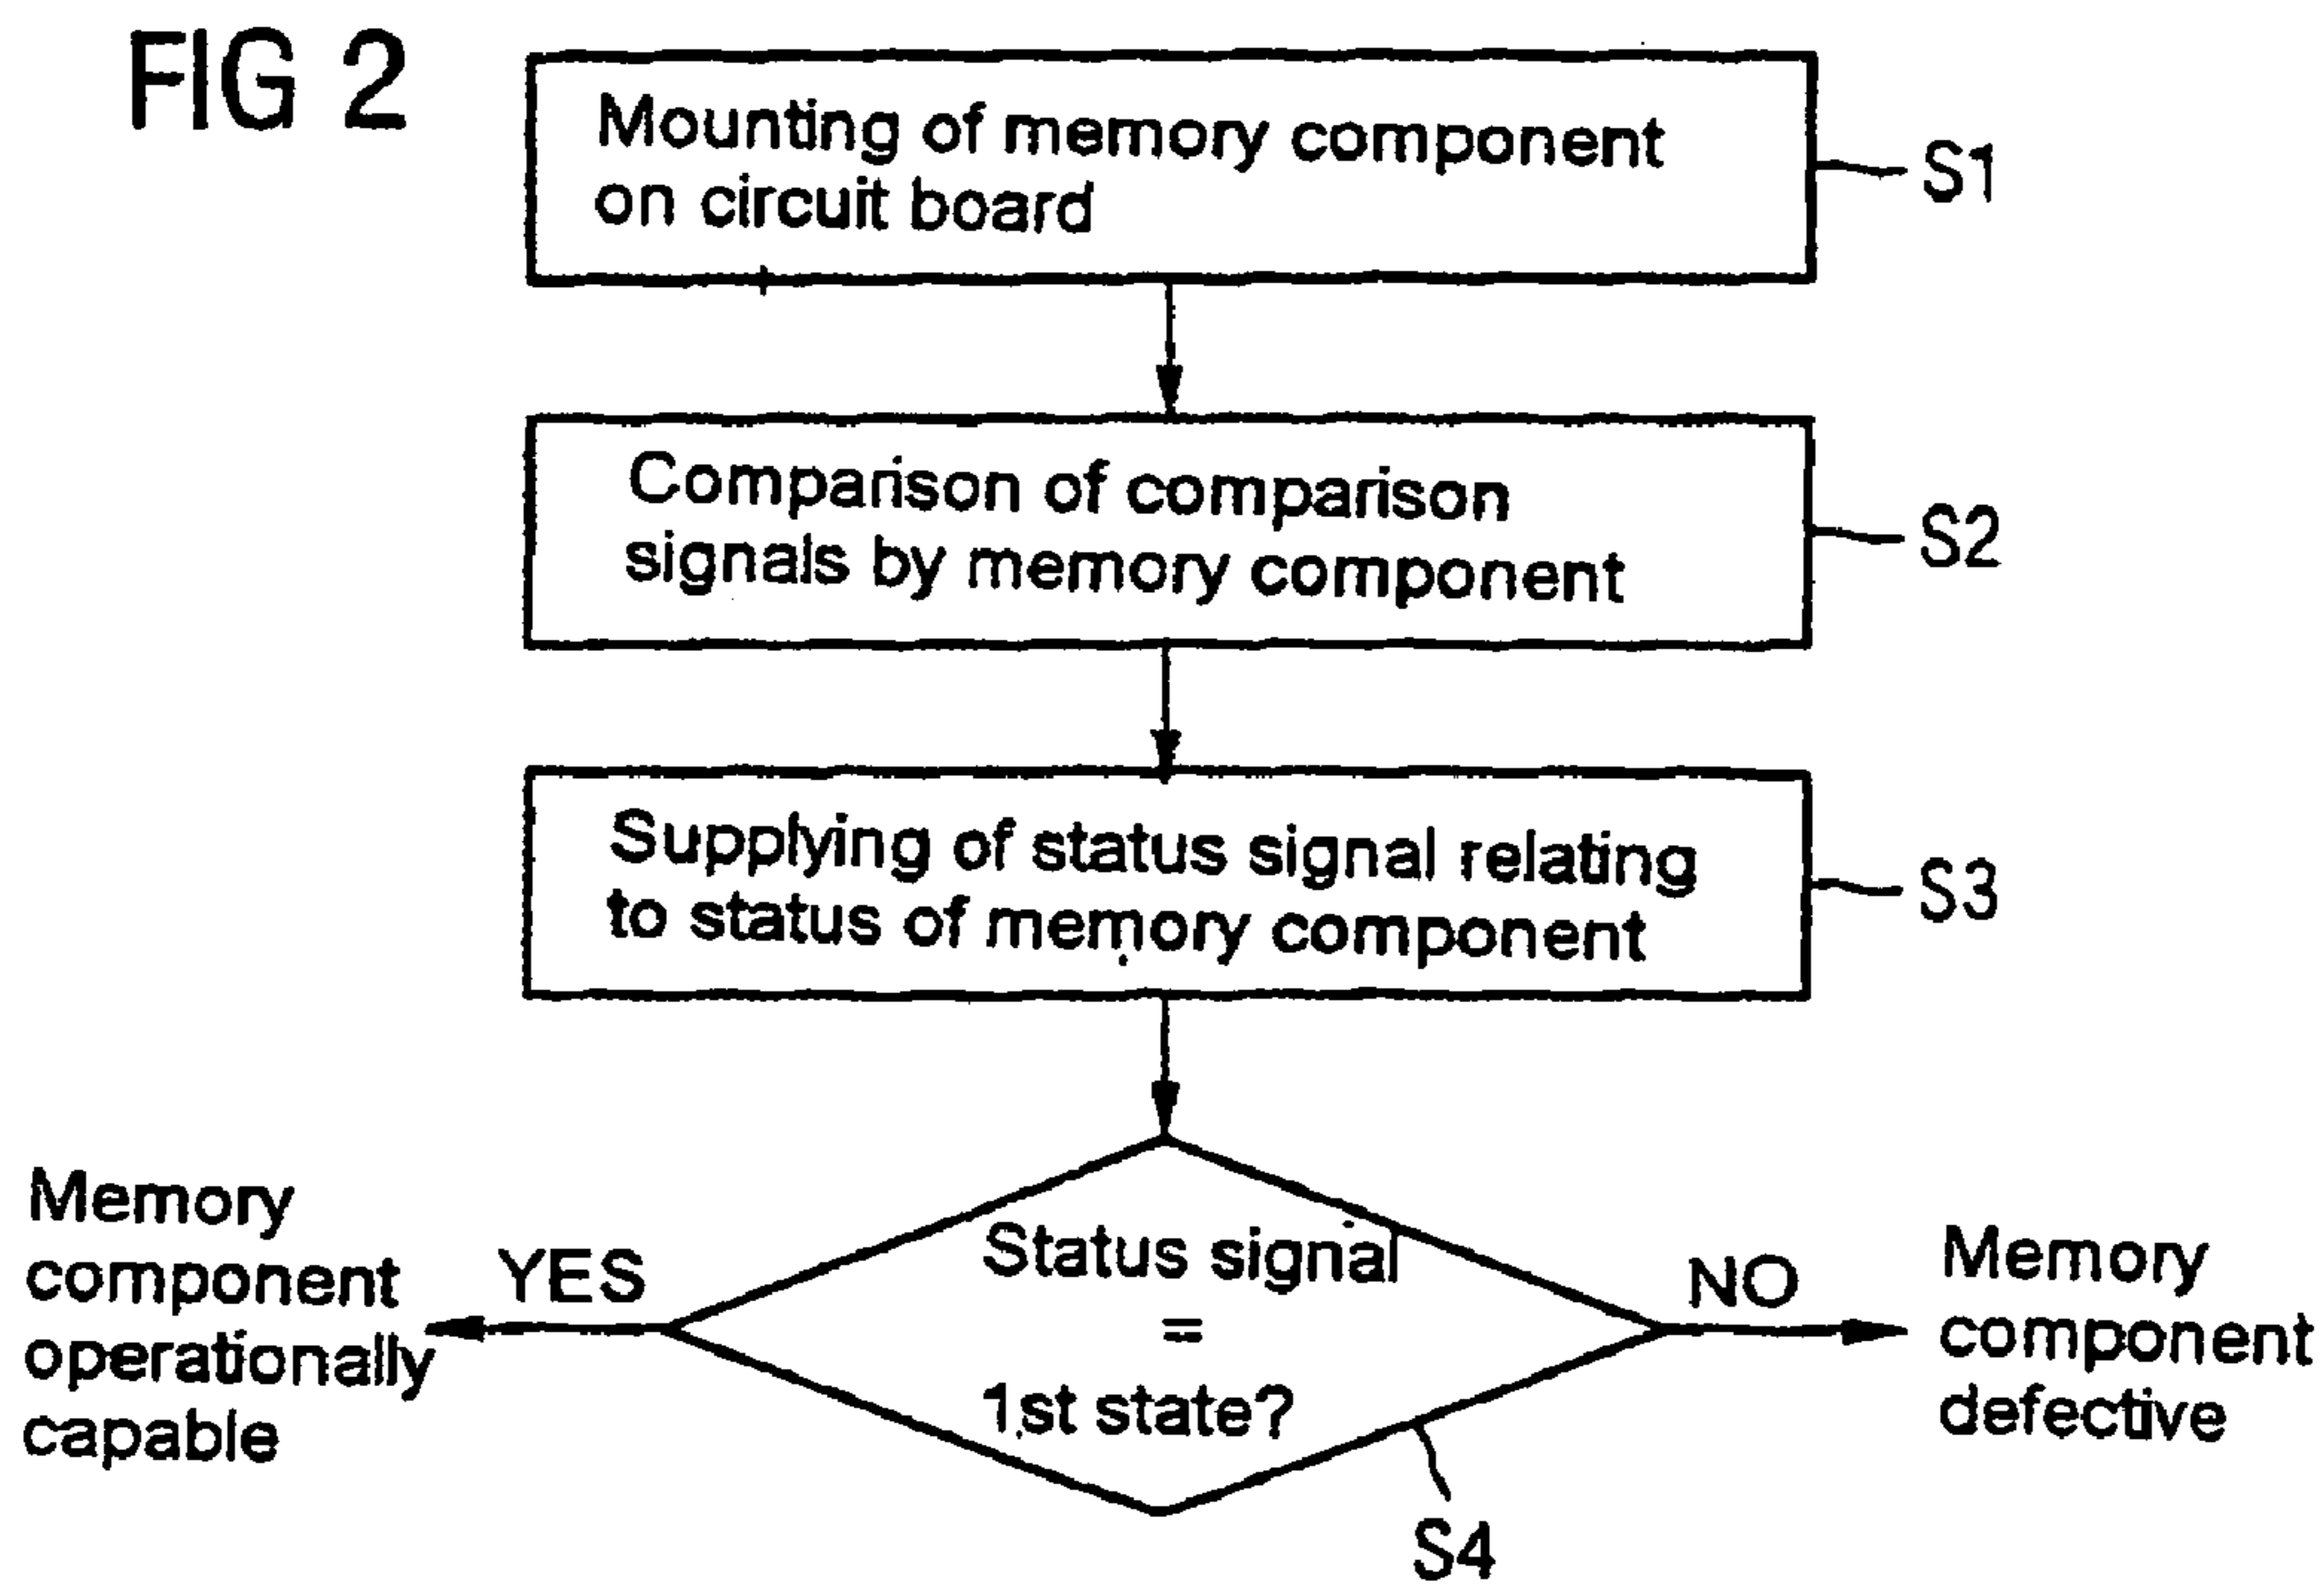 FIG 2
Mounting of memory component
on circuit board
S1
Comparison of comparison
signals by memory component
S2
Supplying of status signal relating
to status of memory component
S3
Memory
component
operationally
capable
YES
Status signal
=
1st state?
NO
Memory
component
defective
S4